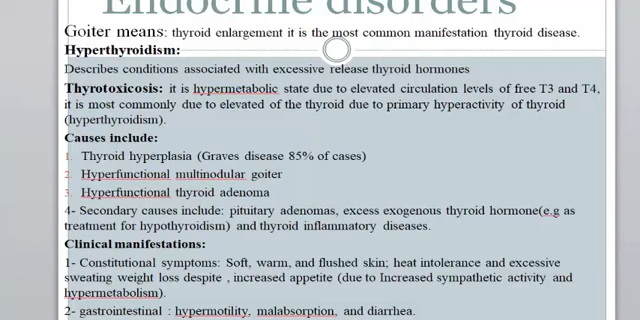 Endocrine disorders
Goiter means: thyroid enlargement it is the most common manifestation thyroid disease.
Hyperthyroidism:
Describes conditions associated with excessive release thyroid hormones
Thyrotoxicosis: it is hypermetabolic state due to elevated circulation levels of free T3 and T4,
it is most commonly due to elevated of the thyroid due to primary hyperactivity of thyroid
(hyperthyroidism).
Causes include:
1. Thyroid hyperplasia (Graves disease 85% of cases)
2. Hyperfunctional multinodular goiter
3. Hyperfunctional thyroid adenoma
4- Secondary causes include: pituitary adenomas, excess exogenous thyroid hormone(e.g as
treatment for hypothyroidism) and thyroid inflammatory diseases.
Clinical manifestations:
1- Constitutional symptoms: Soft, warm, and flushed skin; heat intolerance and excessive
sweating weight loss despite , increased appetite (due to Increased sympathetic activity and
hypermetabolism).
2- gastrointestinal : hypermotility, malabsorption, and diarrhea.